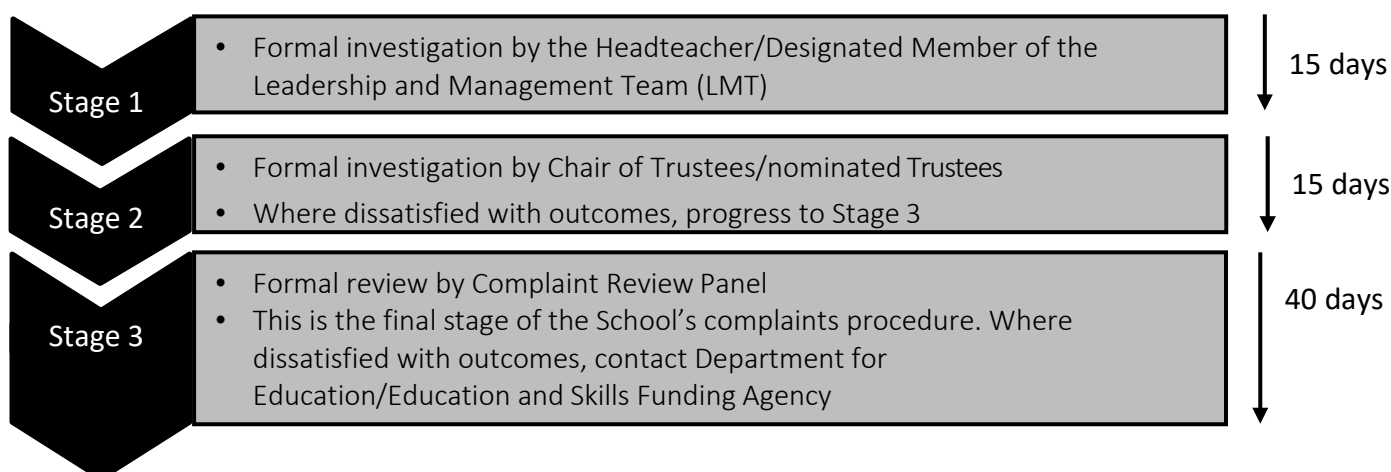 Stage 1
• Formal investigation by the Headteacher/Designated Member of the
Leadership and Management Team (LMT)
15 days
Stage 2
• Formal investigation by Chair of Trustees/nominated Trustees
• Where dissatisfied with outcomes, progress to Stage 3
15 days
Stage 3
• Formal review by Complaint Review Panel
• This is the final stage of the School's complaints procedure. Where
dissatisfied with outcomes, contact Department for
Education/Education and Skills Funding Agency
40 days